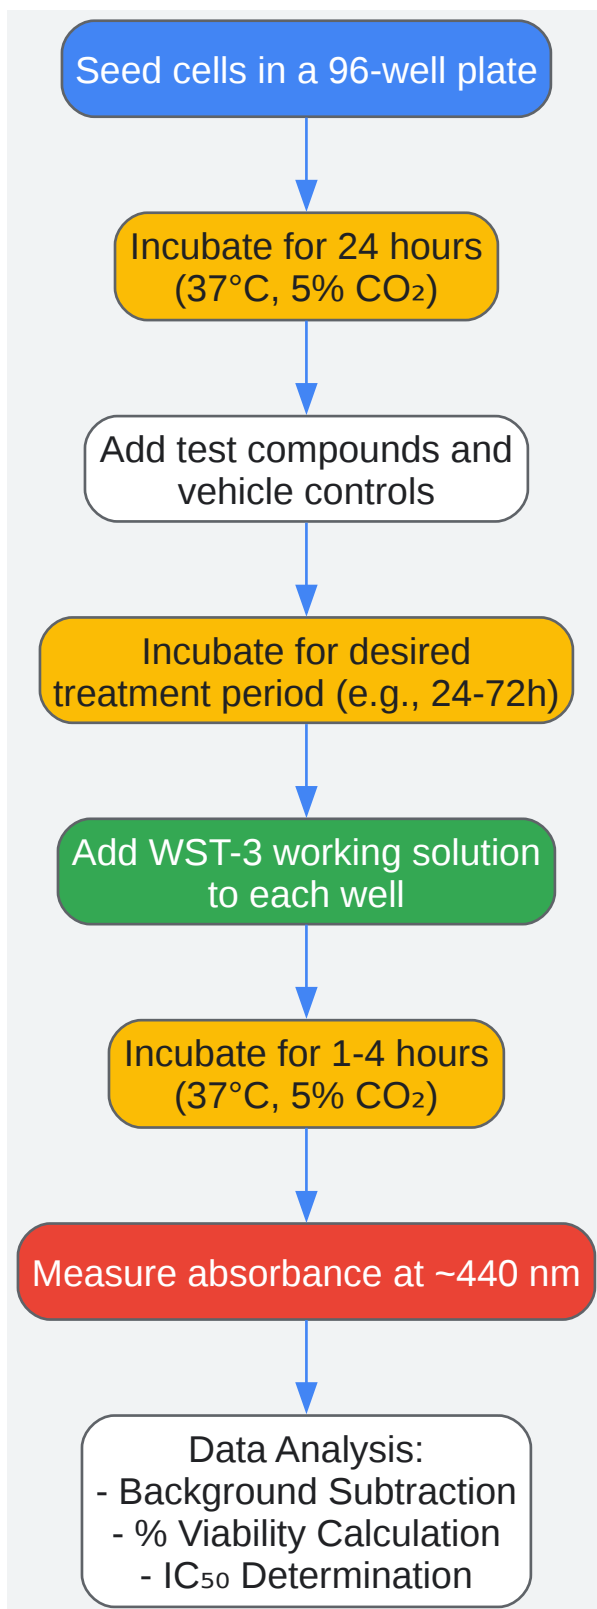 Seed cells in a 96-well plate
Incubate for 24 hours
(37°C, 5% CO₂)
Add test compounds and
vehicle controls
Incubate for desired
treatment period (e.g., 24-72h)
Add WST-3 working solution
to each well
Incubate for 1-4 hours
(37°C, 5% CO₂)
Measure absorbance at ~440 nm
Data Analysis:
- Background Subtraction
- % Viability Calculation
- IC₅₀ Determination